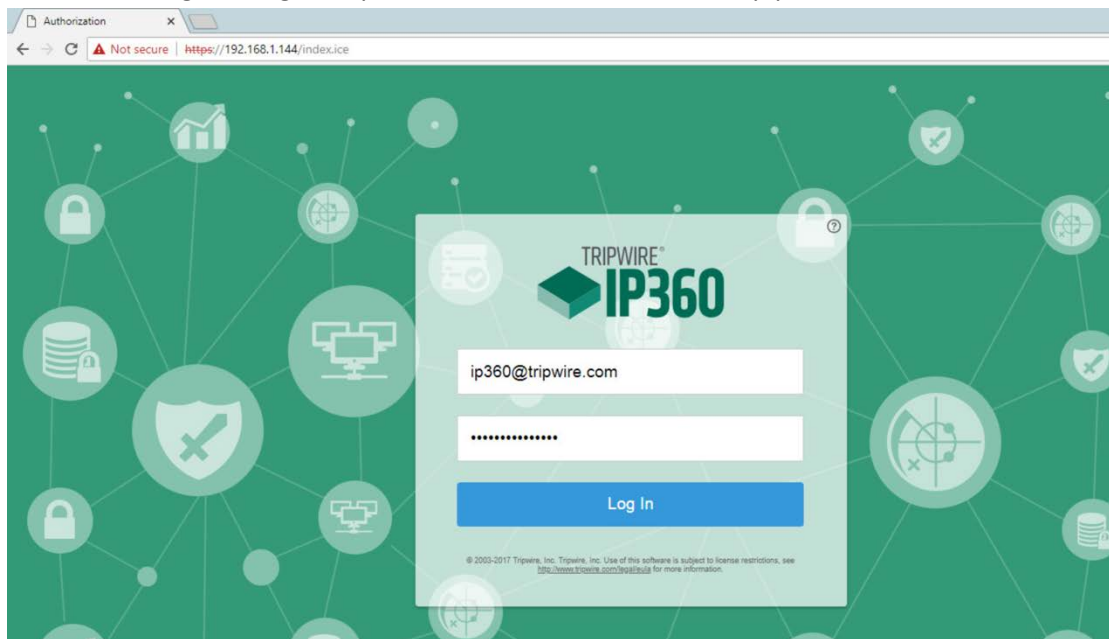 Authorization
Not secure | https://192.168.1.144/index.ice
TRIPWIRE®
IP360
ip360@tripwire.com
•••••••••••••••
Log In
© 2003-2017 Tripwire, Inc. Tripwire, Inc. Use of this software is subject to license restrictions, see
http://www.tripwire.com/legal/eula for more information.